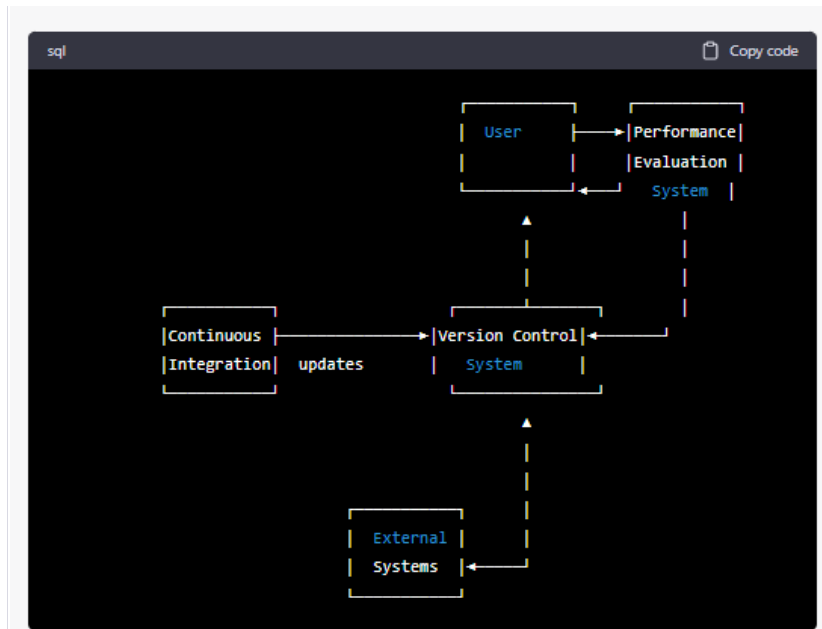 sql Copy code
User Performance
Evaluation
System
Continuous Version Control
Integration updates System
External
Systems